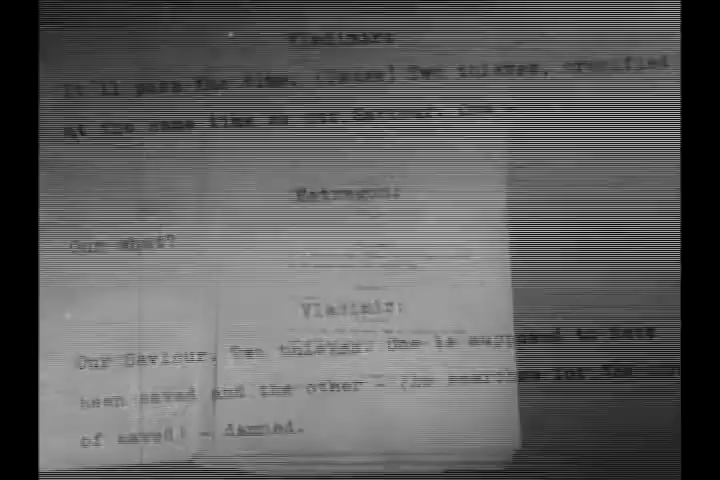 Vladimir:
It'll pass the time. (Pause) Two thieves, crucified
at the same time as our Saviour. One -
Estragon:
Our what?
Vladimir:
Our Saviour. Two thieves. One is supposed to have
been saved and the other - (he searches for the
of saved) - damned.